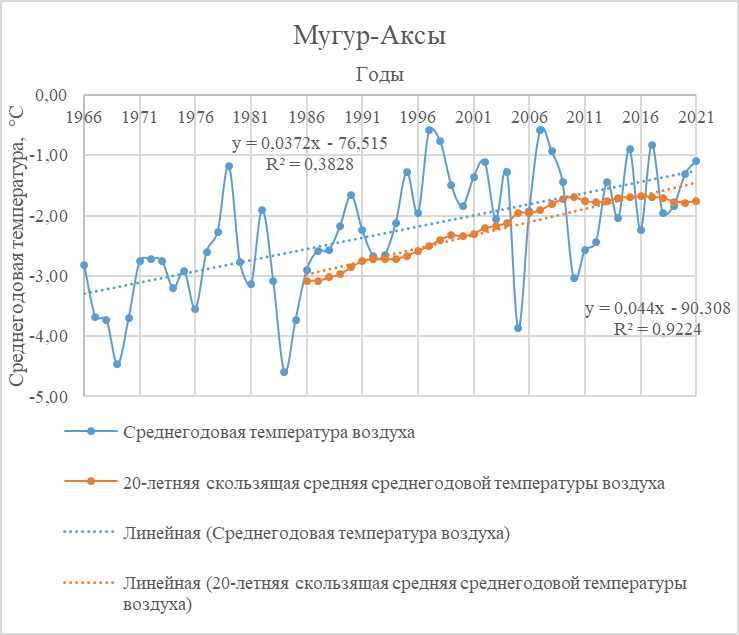 Мугур-Аксы
Годы
Среднегодовая температура, °С
0,00
1966 1971 1976 1981 1986 1991 1996 2001 2006 2011 2016 2021
y = 0,0372x - 76,515
R² = 0,3828
-1,00
-2,00
-3,00
y = 0,044x - 90,308
R² = 0,9224
-4,00
-5,00
Среднегодовая температура воздуха
20-летняя скользящая средняя среднегодовой температуры воздуха
Линейная (Среднегодовая температура воздуха)
Линейная (20-летняя скользящая средняя среднегодовой температуры
воздуха)